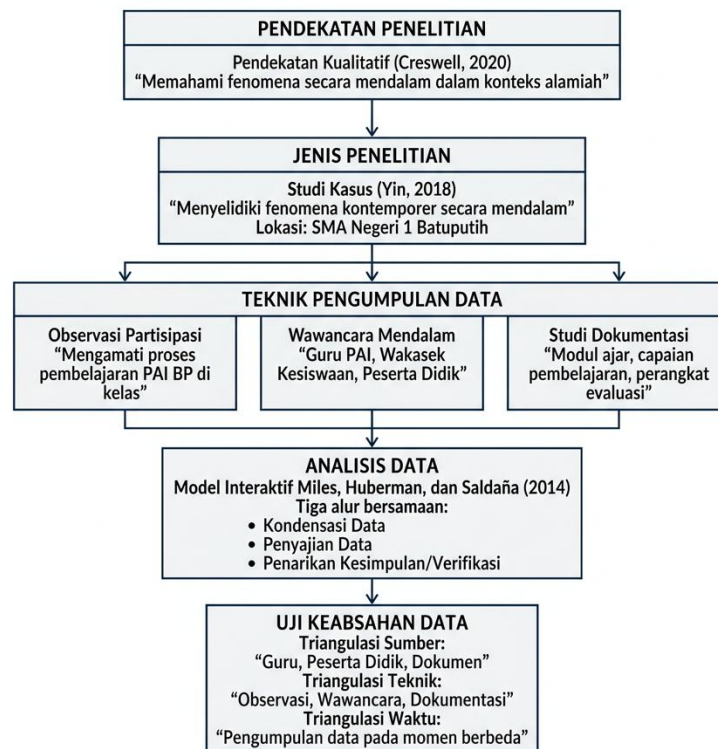 PENDEKATAN PENELITIAN
Pendekatan Kualitatif (Creswell, 2020)
“Memahami fenomena secara mendalam dalam konteks alamiah”
JENIS PENELITIAN
Studi Kasus (Yin, 2018)
“Menyelidiki fenomena kontemporer secara mendalam”
Lokasi: SMA Negeri 1 Batuputih
TEKNIK PENGUMPULAN DATA
Observasi Partisipasi
“Mengamati proses
pembelajaran PAI BP di
kelas”
Wawancara Mendalam
“Guru PAI, Wakasek
Kesiswaan, Peserta Didik”
Studi Dokumentasi
“Modul ajar, capaian
pembelajaran, perangkat
evaluasi”
ANALISIS DATA
Model Interaktif Miles, Huberman, dan Saldaña (2014)
Tiga alur bersamaan:
• Kondensasi Data
• Penyajian Data
• Penarikan Kesimpulan/Verifikasi
UJI KEABSAHAN DATA
Triangulasi Sumber:
“Guru, Peserta Didik, Dokumen”
Triangulasi Teknik:
“Observasi, Wawancara, Dokumentasi”
Triangulasi Waktu:
“Pengumpulan data pada momen berbeda”